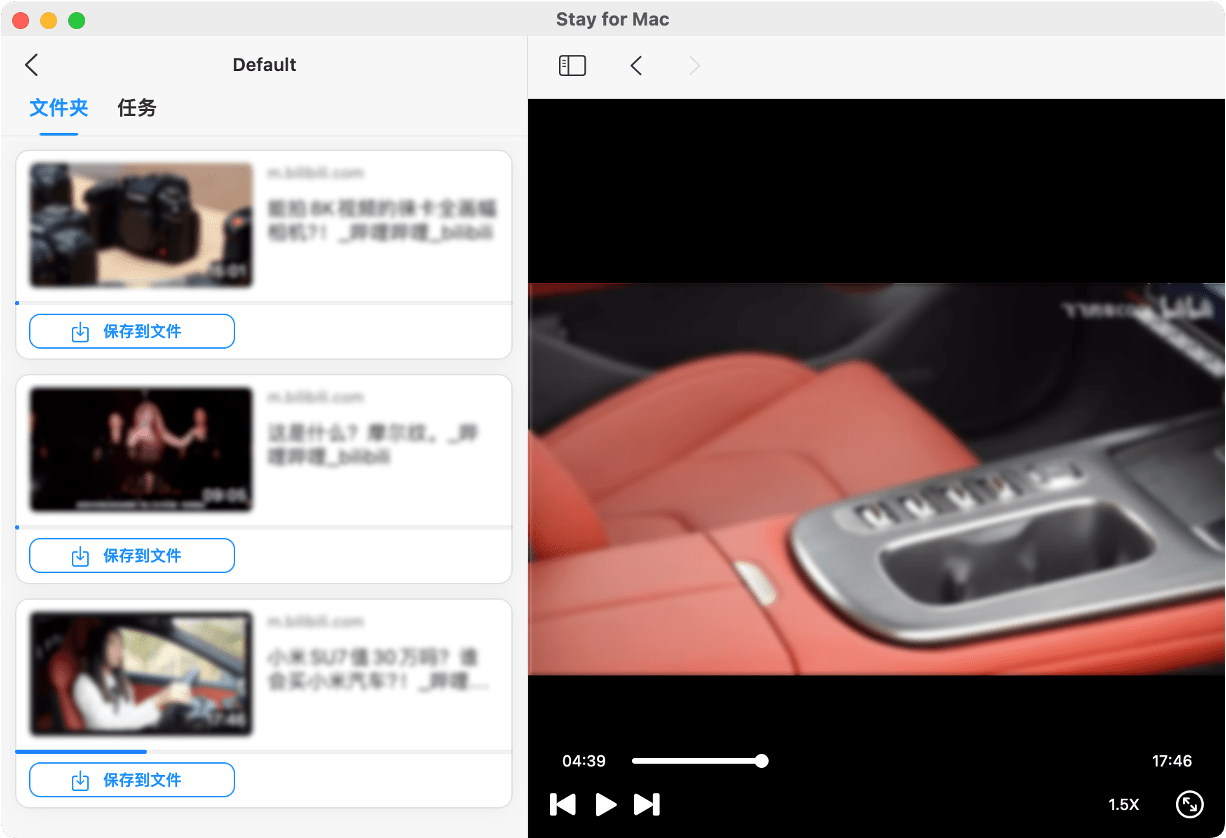 Stay for Mac
Default
文件夹 任务
m.bilibili.com
能拍8K视频的徕卡全画幅
相机?！_哔哩哔哩_bilibili
保存到文件
m.bilibili.com
09:05
这是什么？摩尔纹。_哔
哩哔哩_bilibili
保存到文件
m.bilibili.com
17:46
小米SU7值30万吗？谁
会买小米汽车?！_哔哩...
保存到文件
04:39
17:46
1.5X